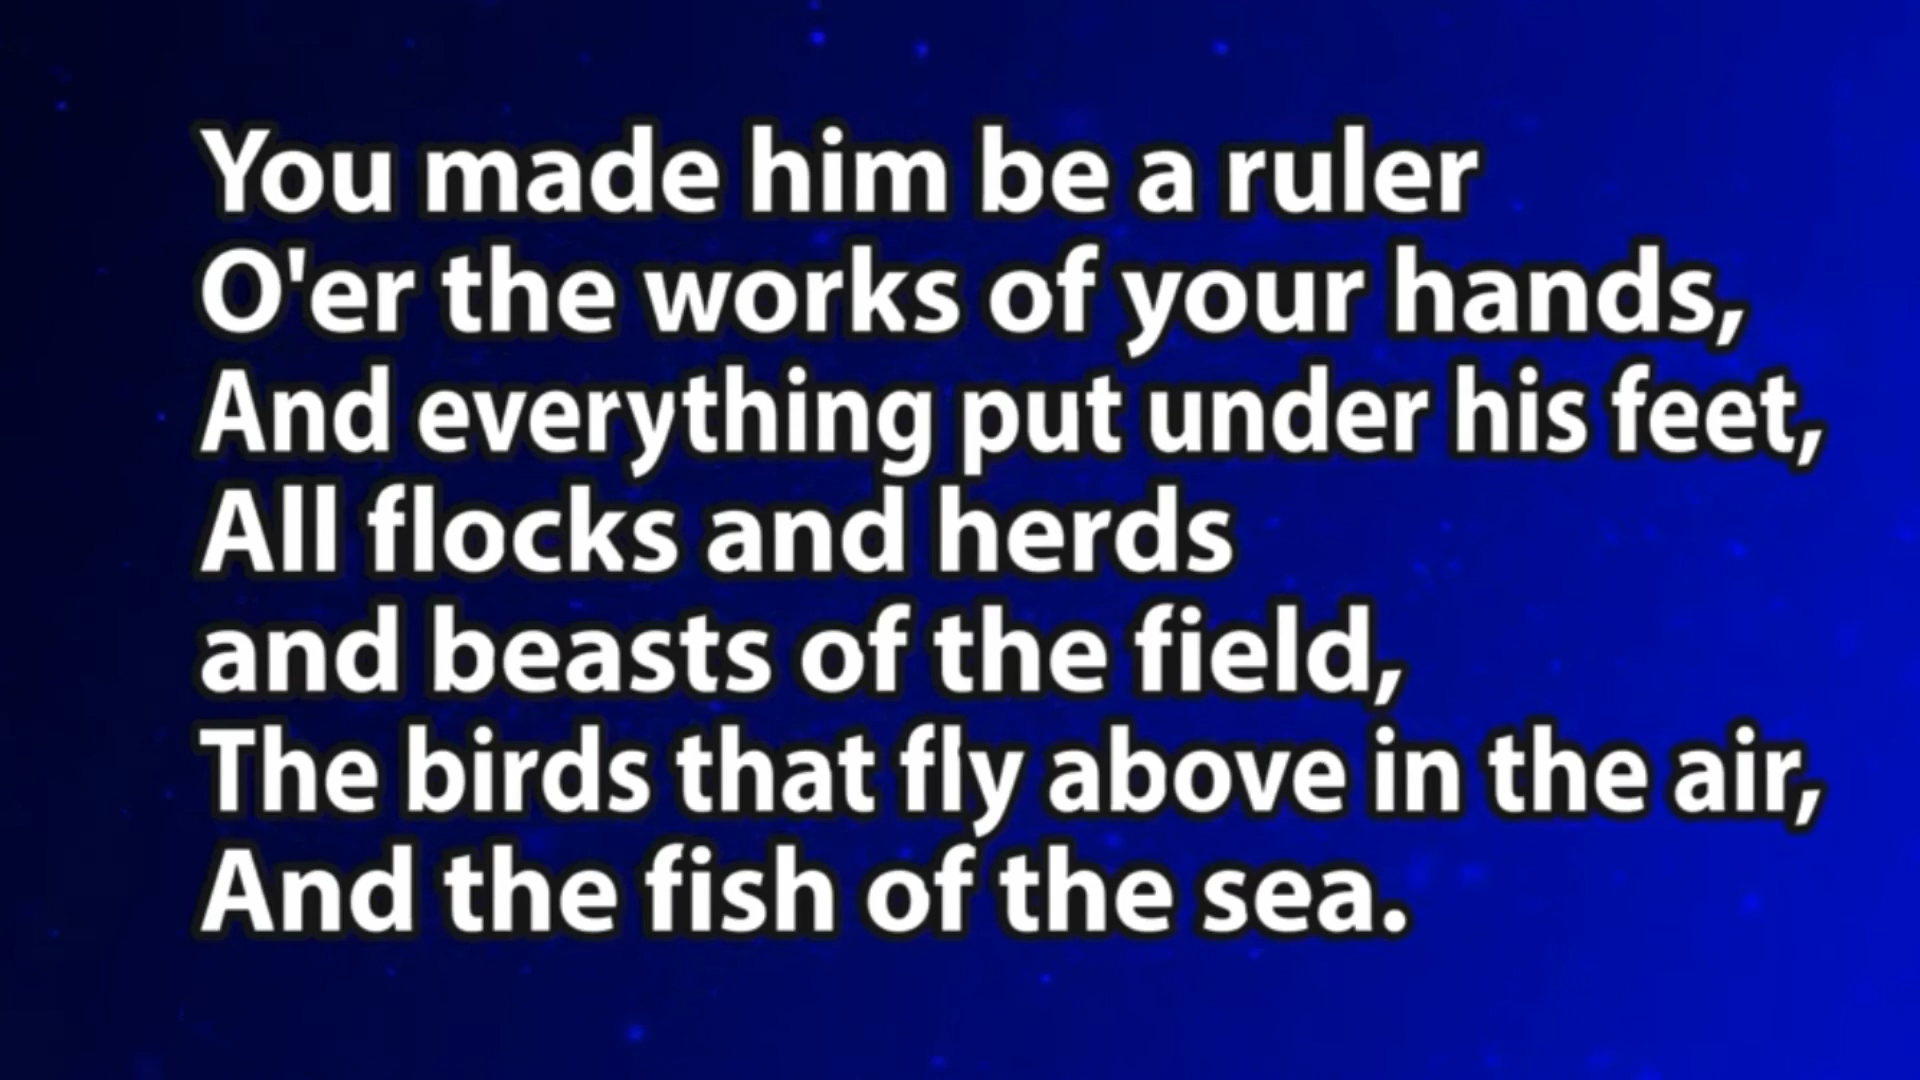 You made him be a ruler
O'er the works of your hands,
And everything put under his feet,
All flocks and herds
and beasts of the field,
The birds that fly above in the air,
And the fish of the sea.